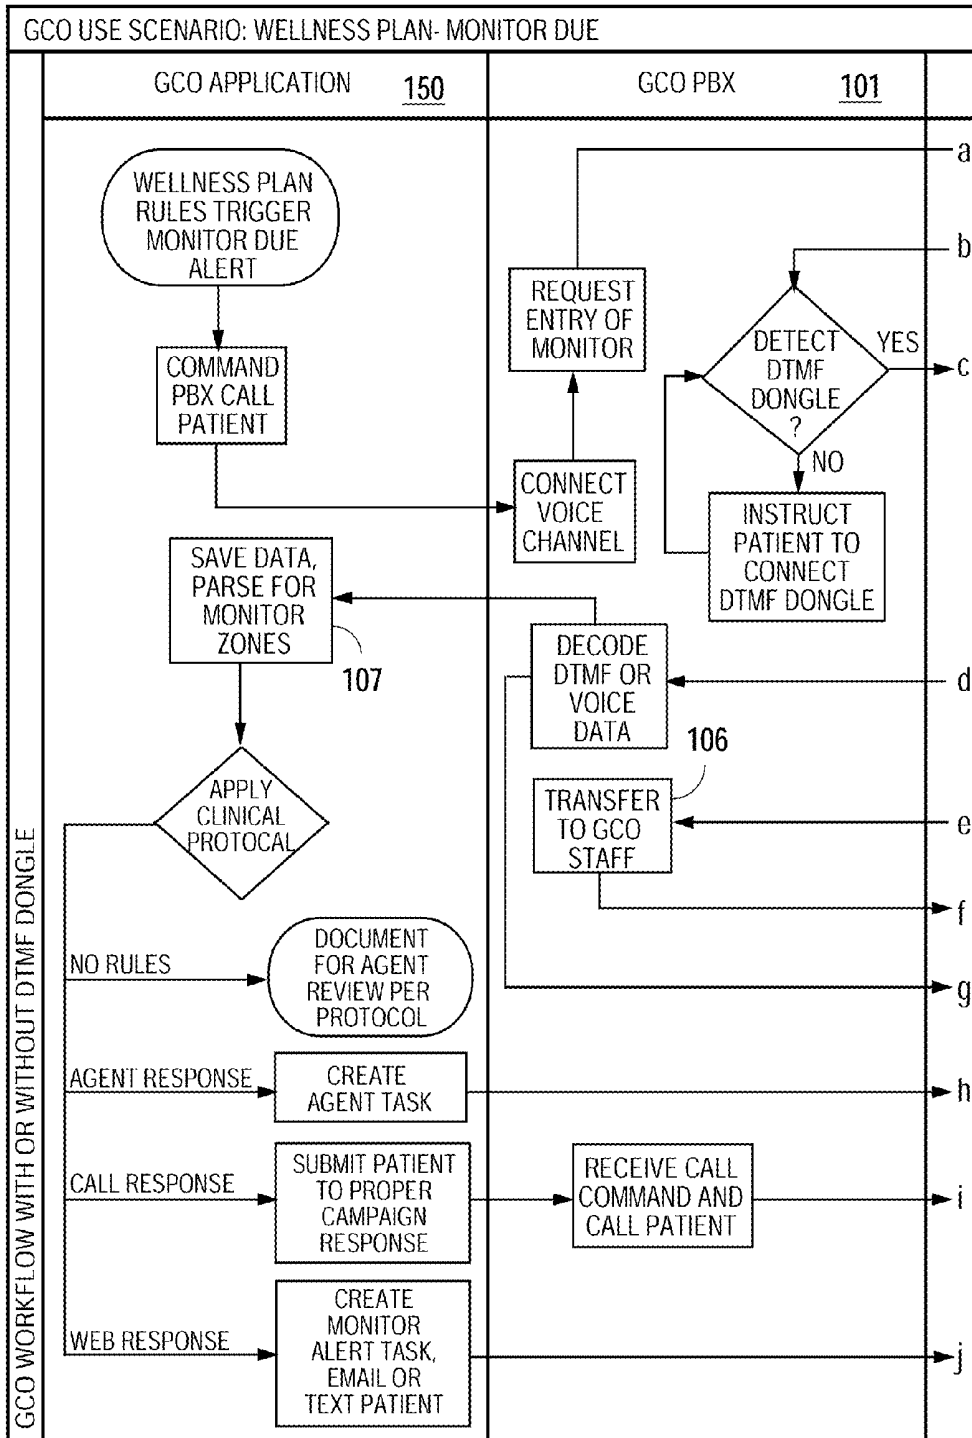 GCO USE SCENARIO: WELLNESS PLAN- MONITOR DUE
GCO WORKFLOW WITH OR WITHOUT DTMF DONGLE
GCO APPLICATION 150
WELLNESS PLAN
RULES TRIGGER
MONITOR DUE
ALERT
COMMAND
PBX CALL
PATIENT
SAVE DATA,
PARSE FOR
MONITOR
ZONES
107
APPLY
CLINICAL
PROTOCAL
NO RULES
DOCUMENT
FOR AGENT
REVIEW PER
PROTOCOL
AGENT RESPONSE
CREATE
AGENT TASK
CALL RESPONSE
SUBMIT PATIENT
TO PROPER
CAMPAIGN
RESPONSE
WEB RESPONSE
CREATE
MONITOR
ALERT TASK,
EMAIL OR
TEXT PATIENT
GCO PBX 101
REQUEST
ENTRY OF
MONITOR
CONNECT
VOICE
CHANNEL
DETECT
DTMF
DONGLE
?
YES
NO
INSTRUCT
PATIENT TO
CONNECT
DTMF DONGLE
DECODE
DTMF OR
VOICE
DATA
106
TRANSFER
TO GCO
STAFF
RECEIVE CALL
COMMAND AND
CALL PATIENT
a
b
c
d
e
f
g
h
i
j